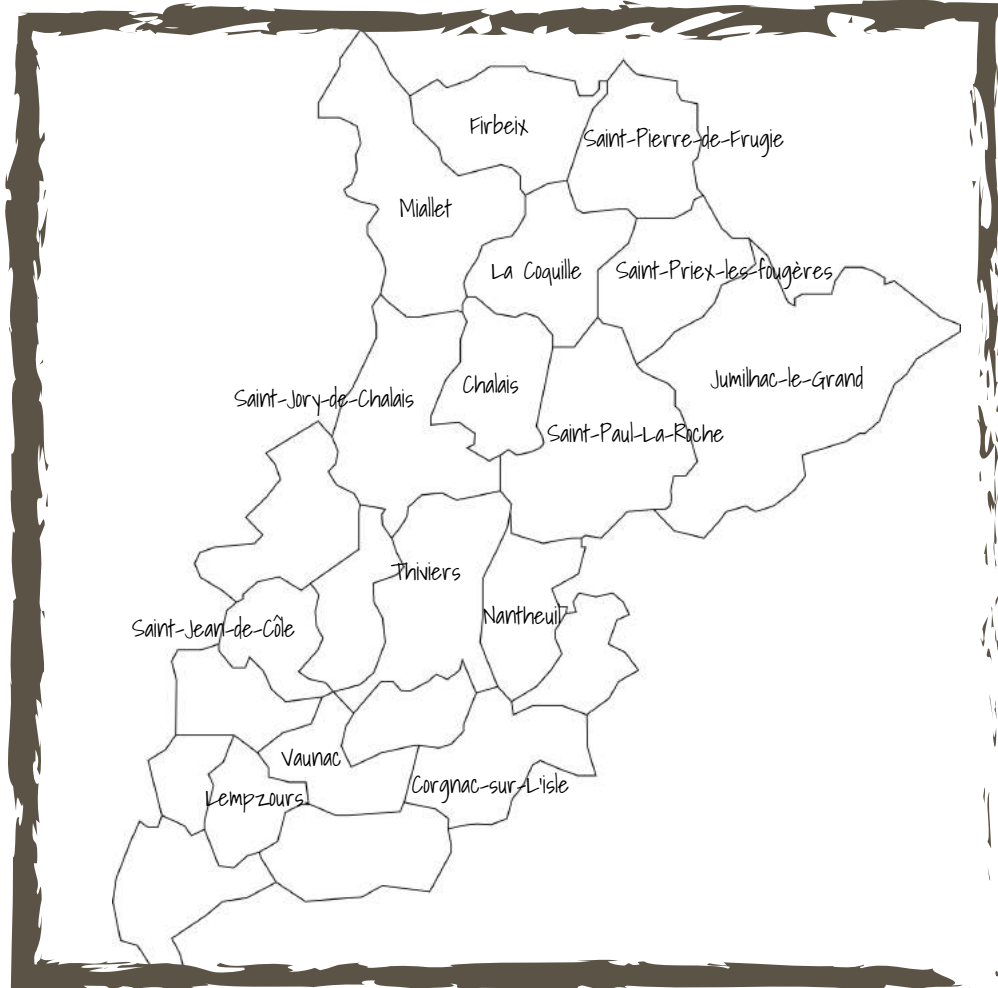 Firbeix
Saint-Pierre-de-Frugie
Miallet
La Coquille
Saint-Priex-les-fougères
Jumilhac-le-Grand
Chalais
Saint-Jory-de-Chalais
Saint-Paul-La-Roche
Thiviers
Nantheuil
Saint-Jean-de-Côle
Vaunac
Corgnac-sur-L'isle
Lempzours